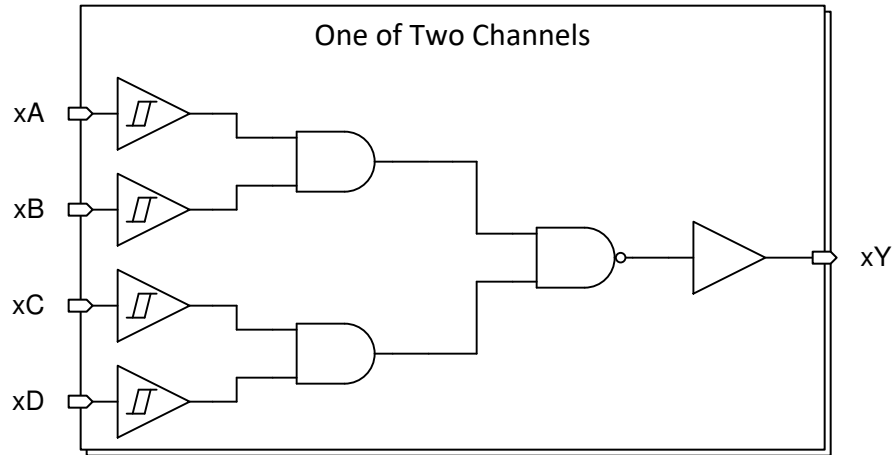 One of Two Channels
xA
xB
xC
xD
xY